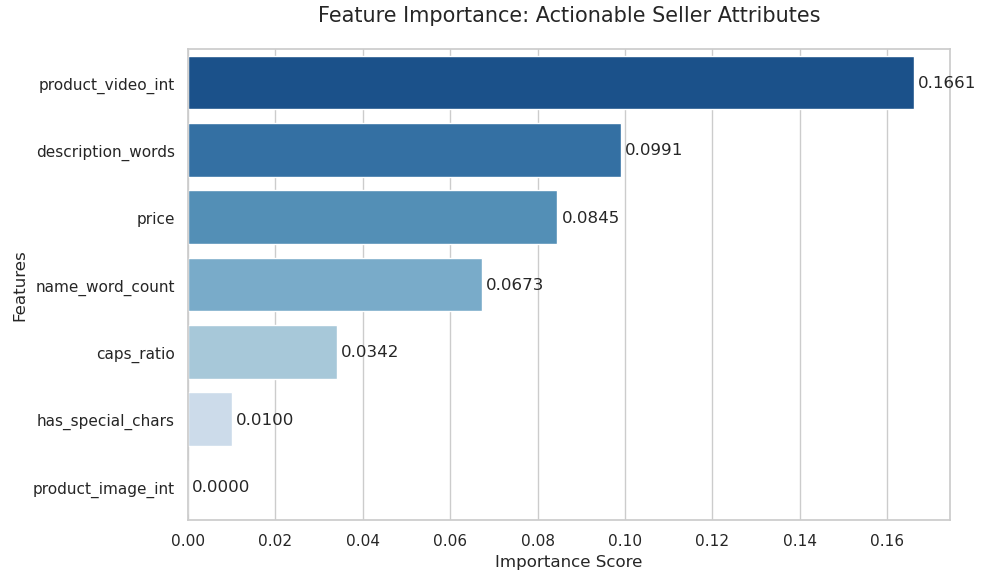 Feature Importance: Actionable Seller Attributes
Features
product_video_int 0.1661
description_words 0.0991
price 0.0845
name_word_count 0.0673
caps_ratio 0.0342
has_special_chars 0.0100
product_image_int 0.0000
0.00 0.02 0.04 0.06 0.08 0.10 0.12 0.14 0.16
Importance Score